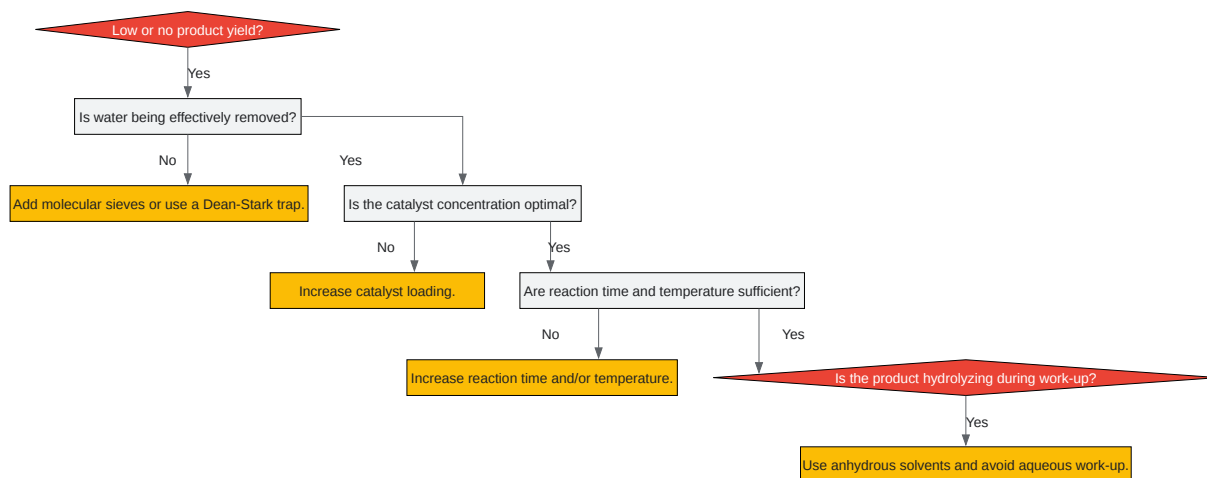 Low or no product yield?
Yes
Is water being effectively removed?
No
Yes
Add molecular sieves or use a Dean-Stark trap.
Is the catalyst concentration optimal?
No
Yes
Increase catalyst loading.
Are reaction time and temperature sufficient?
No
Yes
Increase reaction time and/or temperature.
Is the product hydrolyzing during work-up?
Yes
Use anhydrous solvents and avoid aqueous work-up.